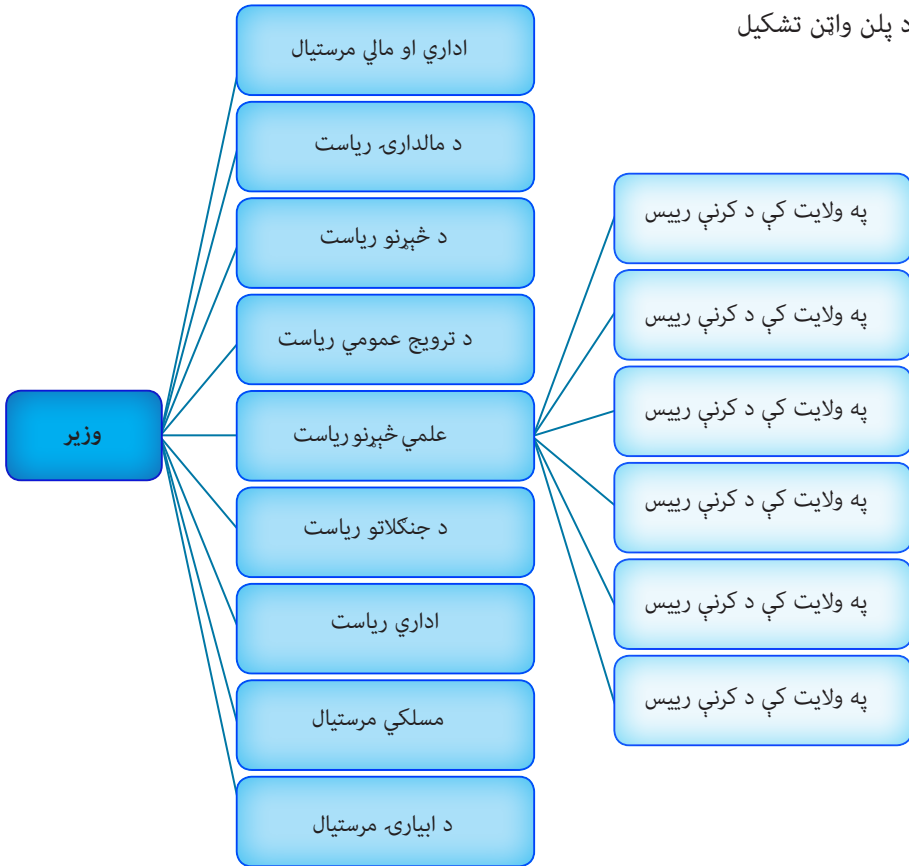 د پلن واټن تشکیل
وزیر
اداري او مالي مرستیال
د مالدارۍ ریاست
د څېړنو ریاست
د ترویج عمومي ریاست
علمي څېړنو ریاست
د جنګلاتو ریاست
اداري ریاست
مسلکي مرستیال
د ابیارۍ مرستیال
په ولایت کې د کرنې رییس
په ولایت کې د کرنې رییس
په ولایت کې د کرنې رییس
په ولایت کې د کرنې رییس
په ولایت کې د کرنې رییس
په ولایت کې د کرنې رییس